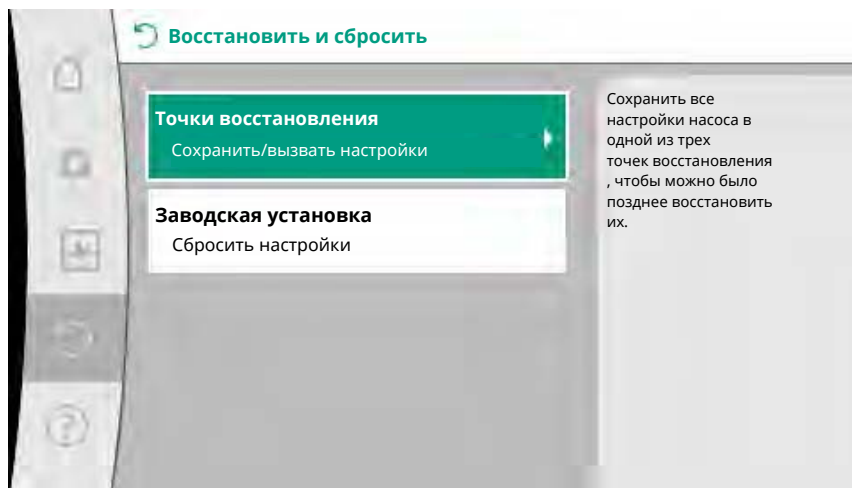 Восстановить и сбросить
Точки восстановления
Сохранить/вызвать настройки
Заводская установка
Сбросить настройки
Сохранить все
настройки насоса в
одной из трех
точек восстановления
, чтобы можно было
позднее восстановить
их.